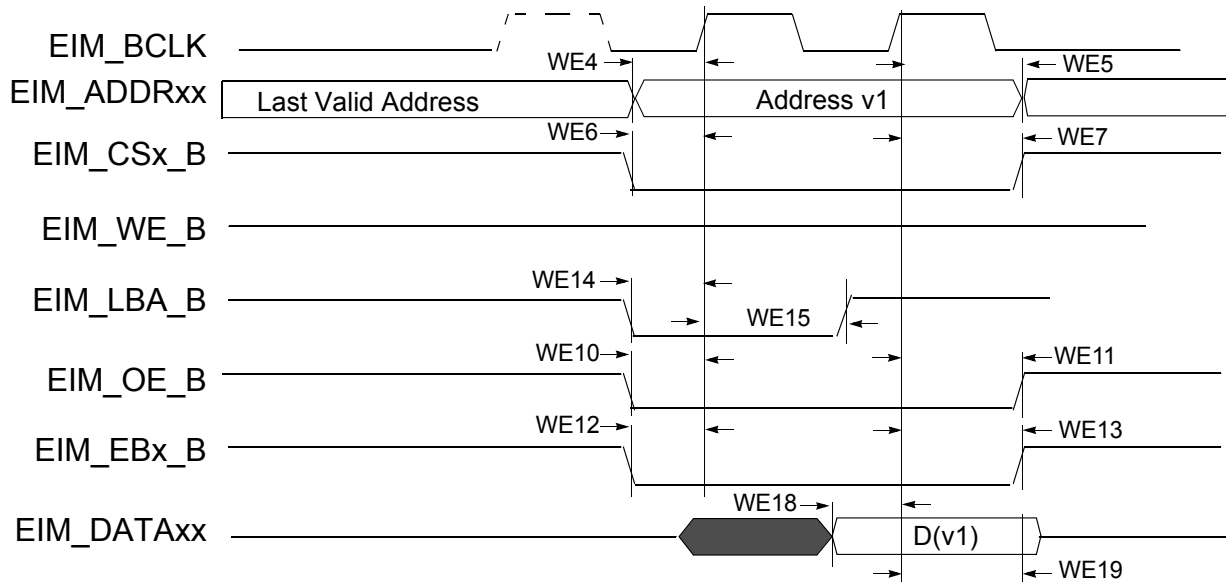 EIM_BCLK
WE4
WE5
EIM_ADDRxx
Last Valid Address
Address v1
WE6
WE7
EIM_CSx_B
EIM_WE_B
WE14
EIM_LBA_B
WE15
WE10
WE11
EIM_OE_B
WE12
WE13
EIM_EBx_B
WE18
EIM_DATAxx
D(v1)
WE19